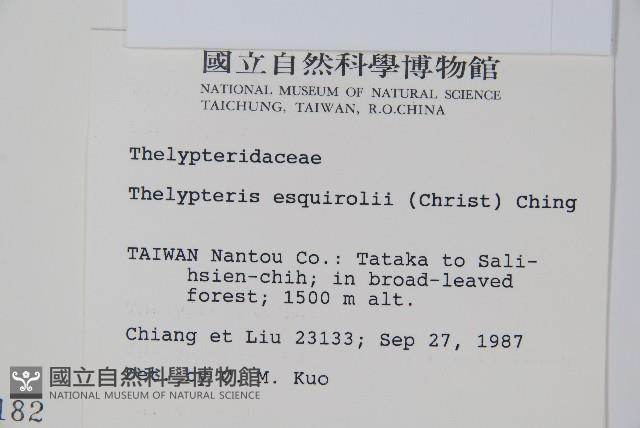 國立自然科學博物館
NATIONAL MUSEUM OF NATURAL SCIENCE
TAICHUNG, TAIWAN, R.O.CHINA
Thelypteridaceae
Thelypteris esquirolii (Christ) Ching
TAIWAN Nantou Co.: Tataka to Sali-
hsien-chih; in broad-leaved
forest; 1500 m alt.
Chiang et Liu 23133; Sep 27, 1987
M. Kuo
國立自然科學博物館
NATIONAL MUSEUM OF NATURAL SCIENCE
182